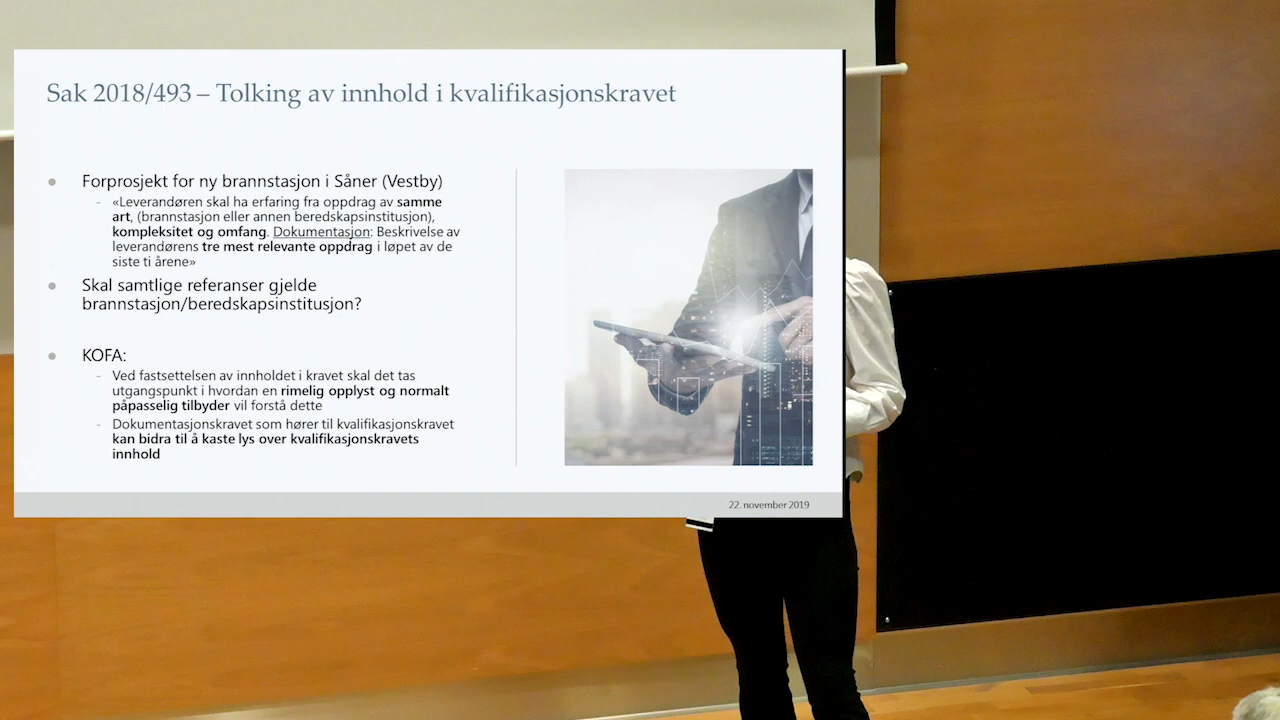 Sak 2018/493 – Tolking av innhold i kvalifikasjonskravet
● Forprosjekt for ny brannstasjon i Såner (Vestby)
- «Leverandøren skal ha erfaring fra oppdrag av samme
art, (brannstasjon eller annen beredskapsinstitusjon),
kompleksitet og omfang. Dokumentasjon: Beskrivelse av
leverandørens tre mest relevante oppdrag i løpet av de
siste ti årene»
● Skal samtlige referanser gjelde
brannstasjon/beredskapsinstitusjon?
● KOFA:
- Ved fastsettelsen av innholdet i kravet skal det tas
utgangspunkt i hvordan en rimelig opplyst og normalt
påpasselig tilbyder vil forstå dette
- Dokumentasjonskravet som hører til kvalifikasjonskravet
kan bidra til å kaste lys over kvalifikasjonskravets
innhold
22. november 2019